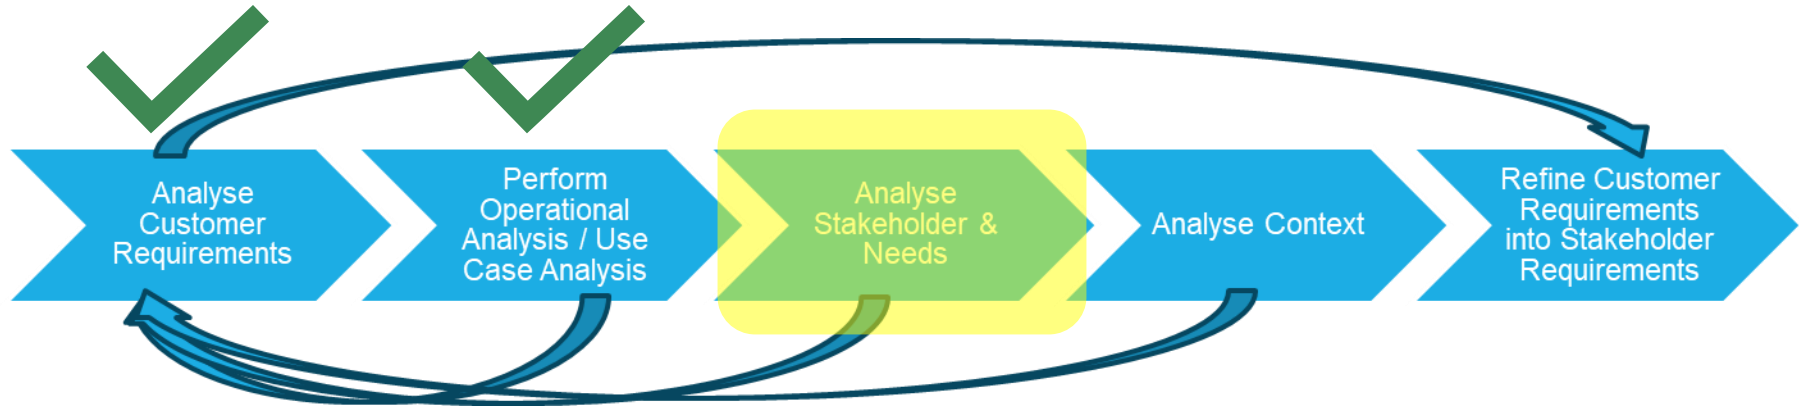 Analyse
Customer
Requirements
Perform
Operational
Analysis / Use
Case Analysis
Analyse
Stakeholder &
Needs
Analyse Context
Refine Customer
Requirements
into Stakeholder
Requirements